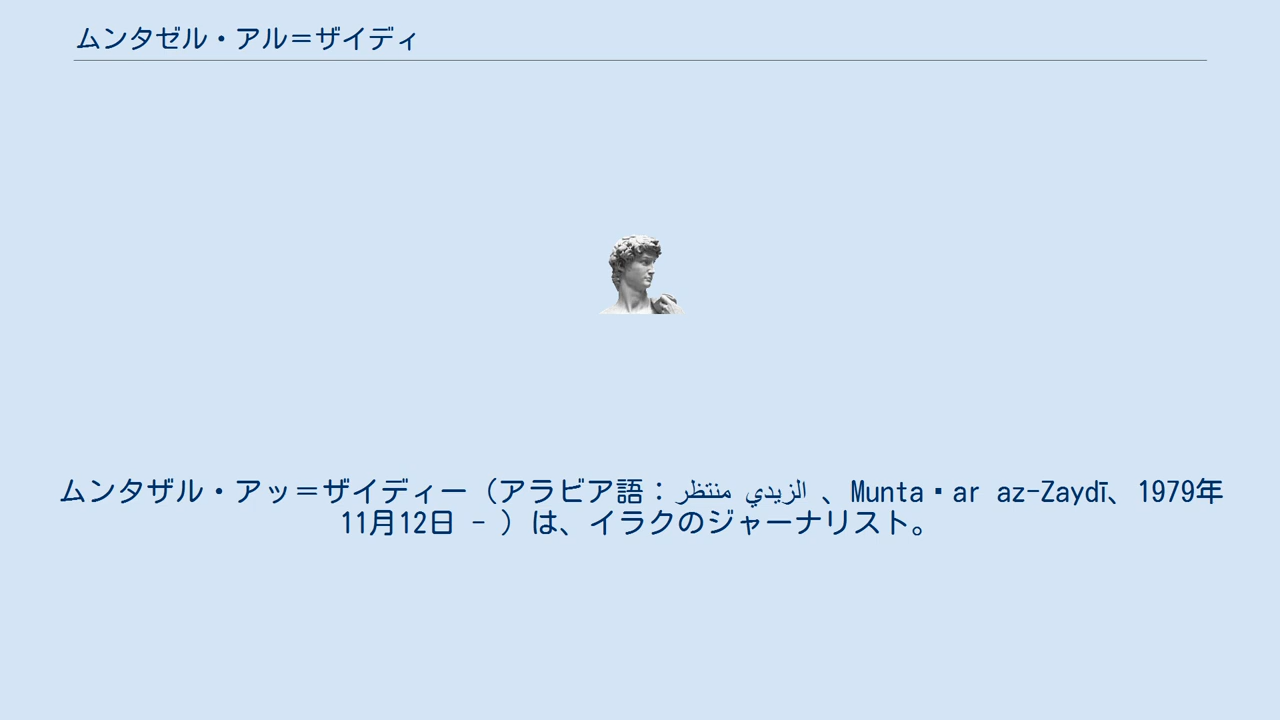 ムンタゼル・アル＝ザイディ
ムンタザル・アッ＝ザイディー（アラビア語：منتظر الزيدي 、Munta▪ar az-Zaydī、1979年
11月12日 - ）は、イラクのジャーナリスト。